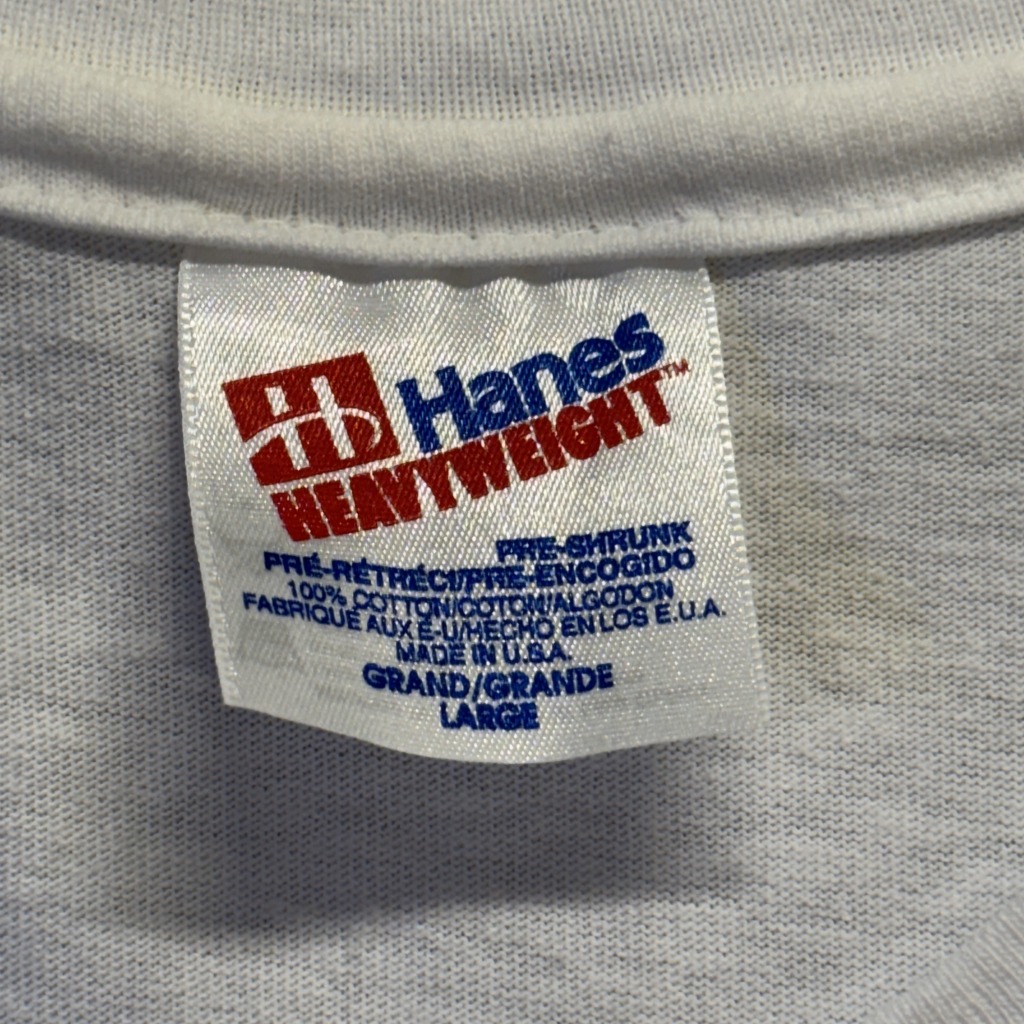 Hanes
HEAVYWEIGHT™
PRE-SHRUNK
PRÉ-RÉTRÉCI/PRE-ENCOGIDO
100% COTTON/COTON/ALGODON
FABRIQUÉ AUX É-U/HECHO EN LOS E.U.A.
MADE IN U.S.A.
GRAND/GRANDE
LARGE